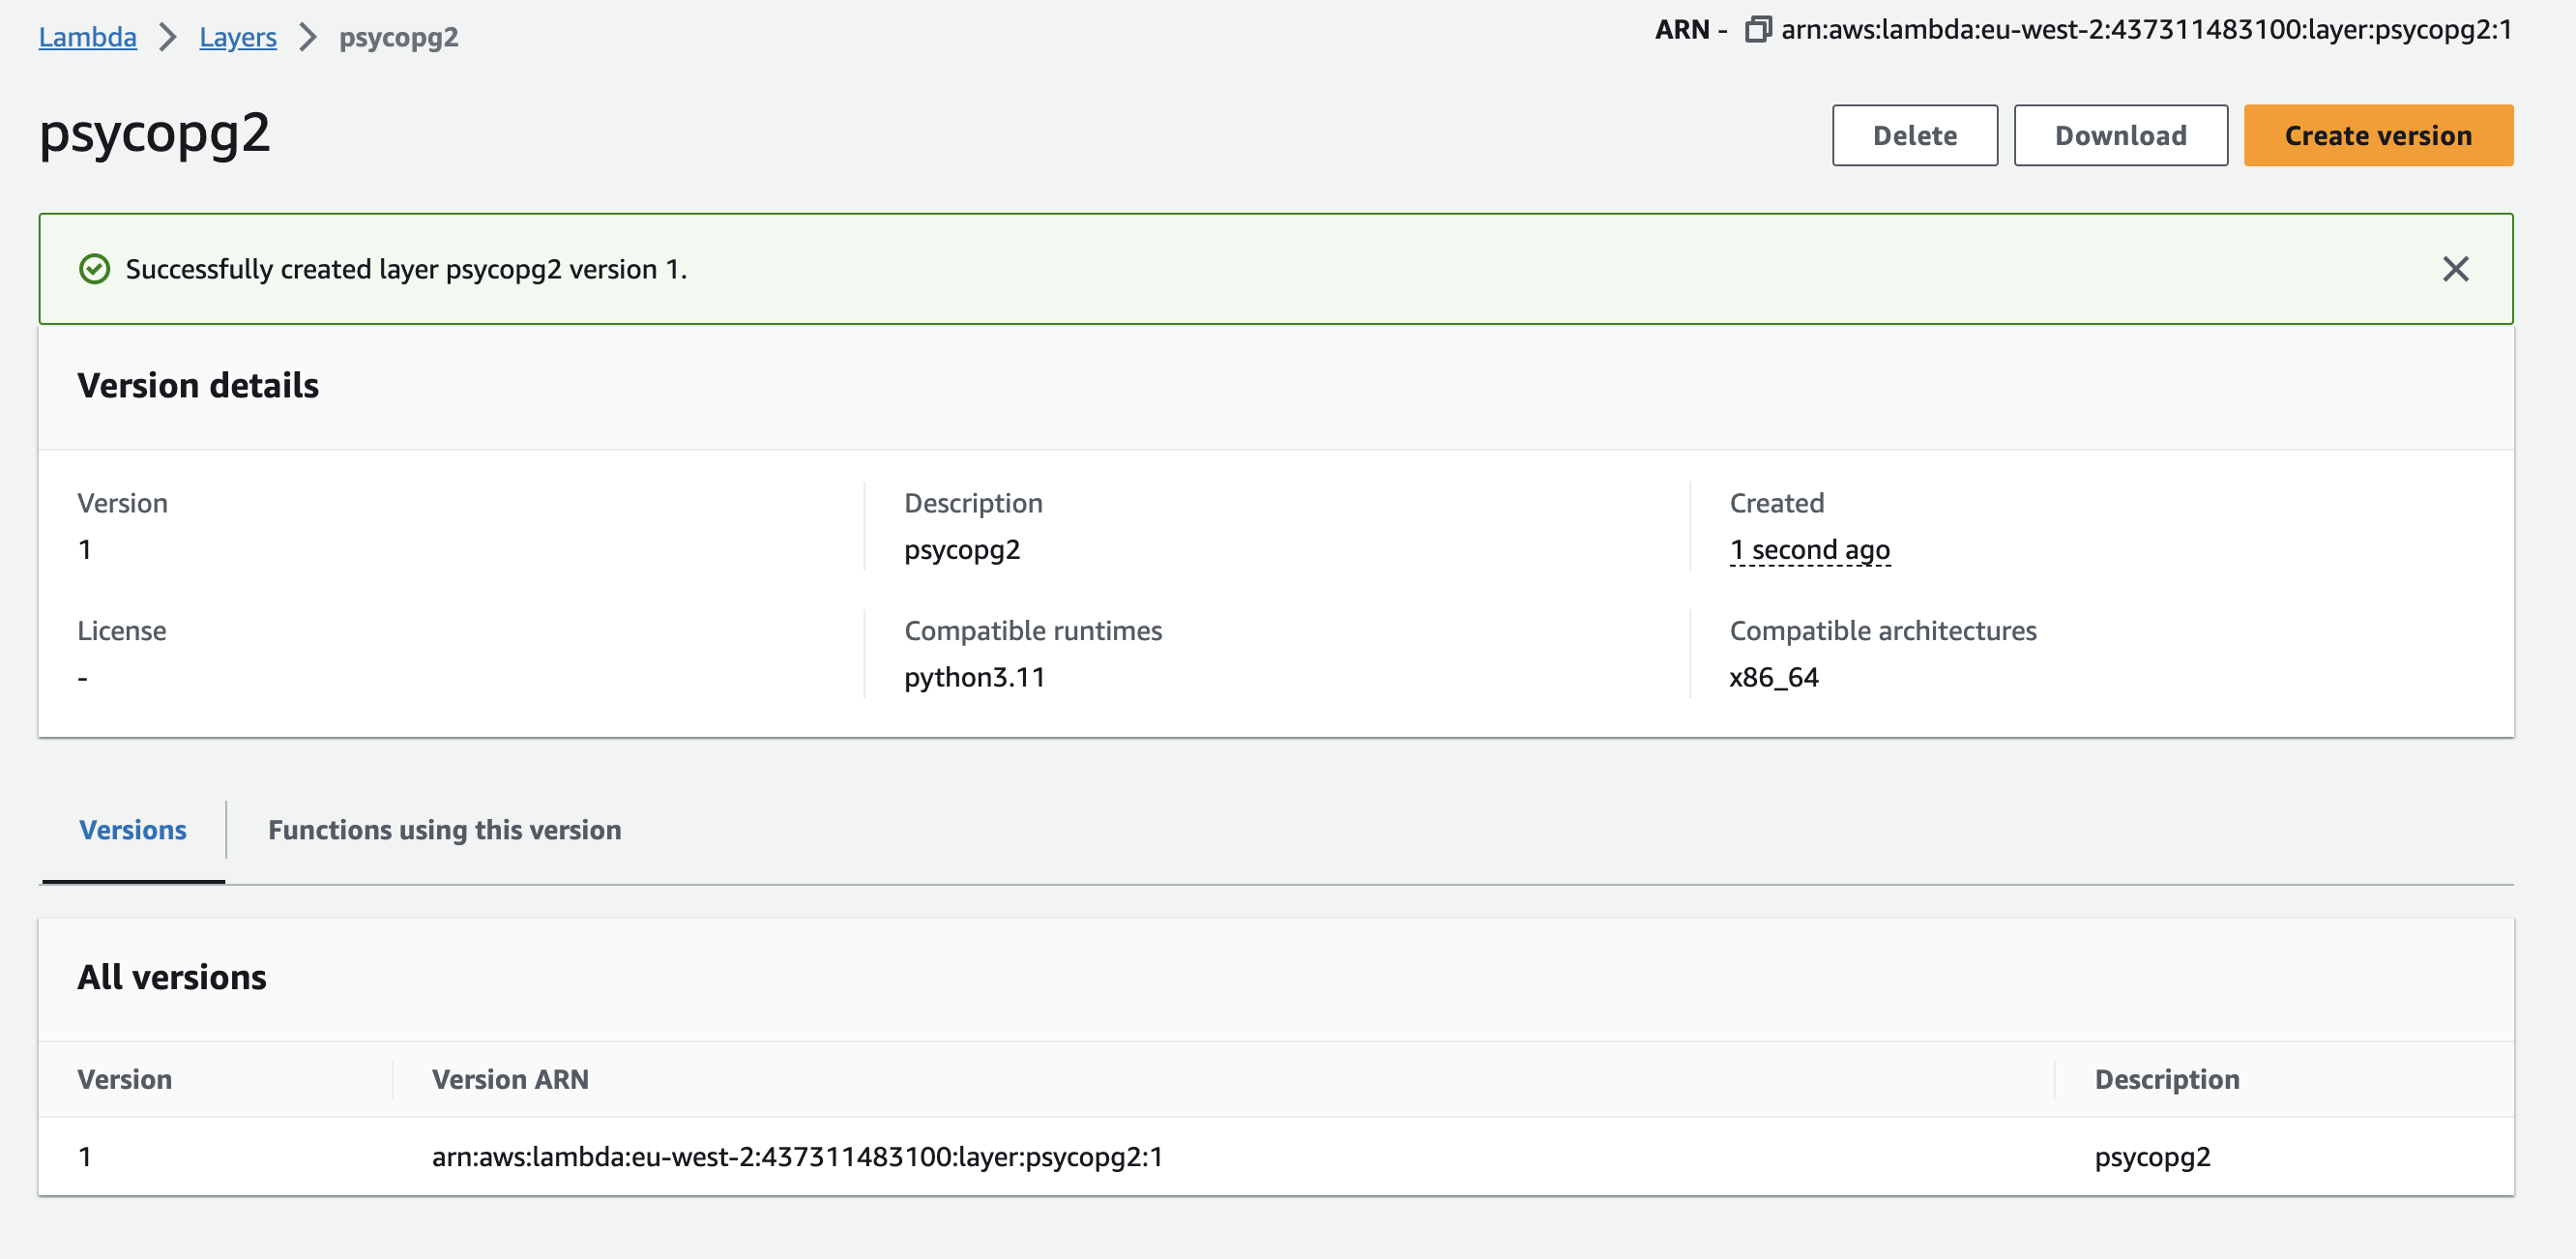 Lambda > Layers > psycopg2
ARN - arn:aws:lambda:eu-west-2:437311483100:layer:psycopg2:1
psycopg2
Delete Download Create version
Successfully created layer psycopg2 version 1.
Version details
Version Description Created
1 psycopg2 1 second ago
License Compatible runtimes Compatible architectures
- python3.11 x86_64
Versions Functions using this version
All versions
Version Version ARN Description
1 arn:aws:lambda:eu-west-2:437311483100:layer:psycopg2:1 psycopg2